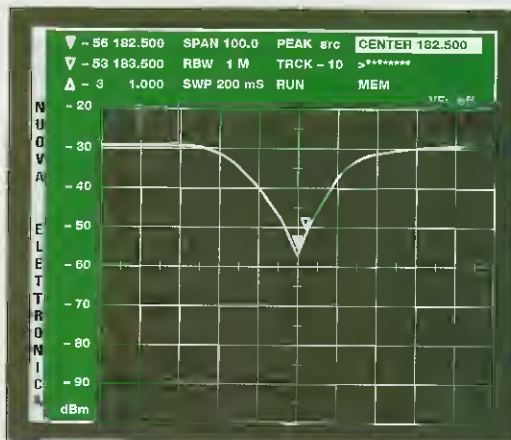 ▼ - 56 182.500 SPAN 100.0 PEAK src CENTER 182.500
▽ - 53 183.500 RBW 1 M TRCK - 10 >********
Δ - 3 1.000 SWP 200 mS RUN MEM
- 20
- 30
- 40
- 50
- 60
- 70
- 80
- 90
dBm
NUOVA ELETTRONICA